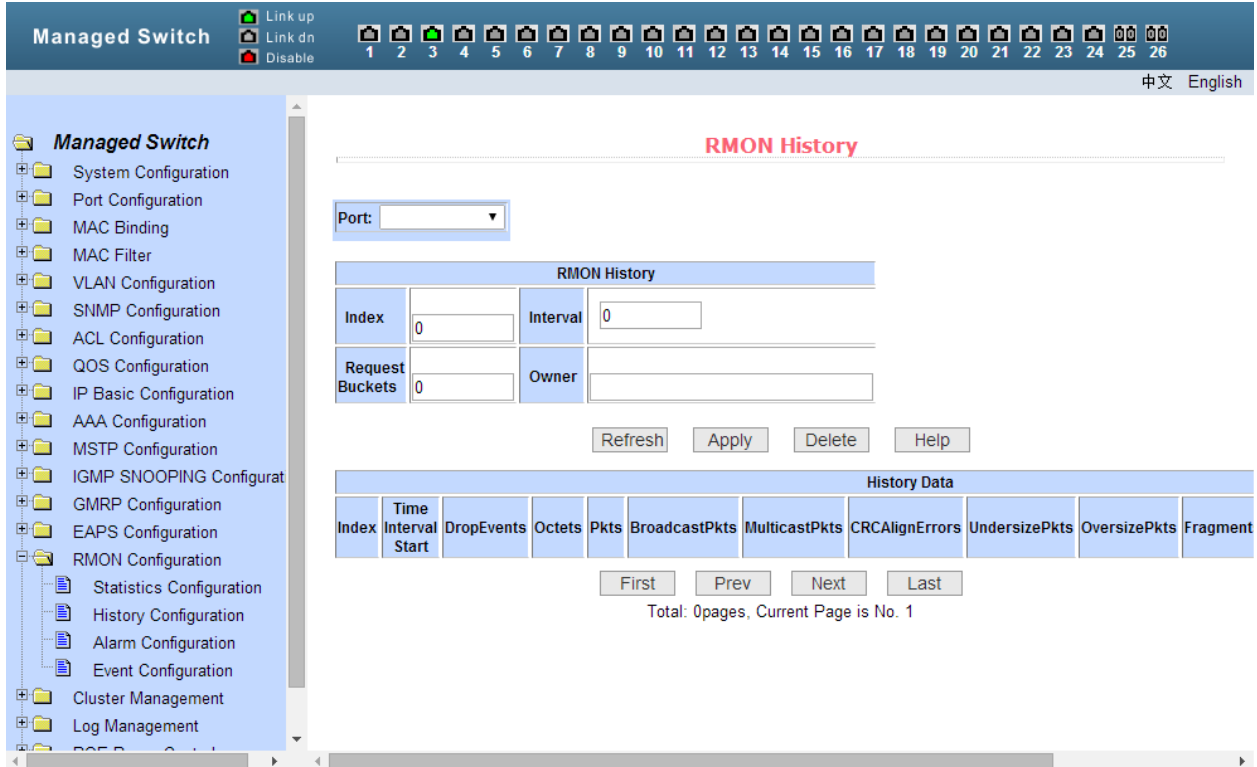 Managed Switch
Link up
Link dn
Disable
1 2 3 4 5 6 7 8 9 10 11 12 13 14 15 16 17 18 19 20 21 22 23 24 25 26
中文 English
Managed Switch
System Configuration
Port Configuration
MAC Binding
MAC Filter
VLAN Configuration
SNMP Configuration
ACL Configuration
QOS Configuration
IP Basic Configuration
AAA Configuration
MSTP Configuration
IGMP SNOOPING Configurat
GMRP Configuration
EAPS Configuration
RMON Configuration
Statistics Configuration
History Configuration
Alarm Configuration
Event Configuration
Cluster Management
Log Management
RMON History
Port:
RMON History
Index 0 Interval 0
Request Buckets 0 Owner
Refresh Apply Delete Help
History Data
Index Time Interval Start DropEvents Octets Pkts BroadcastPkts MulticastPkts CRCAlignErrors UndersizePkts OversizePkts Fragment
First Prev Next Last
Total: 0pages, Current Page is No. 1